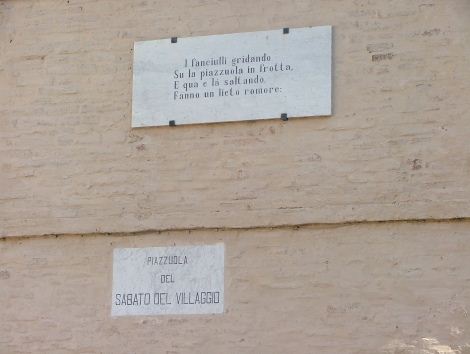 I fanciulli gridando
Su la piazzuola in frotta,
E qua e là saltando,
Fanno un lieto romore:
PIAZZUOLA
DEL
SABATO DEL VILLAGGIO